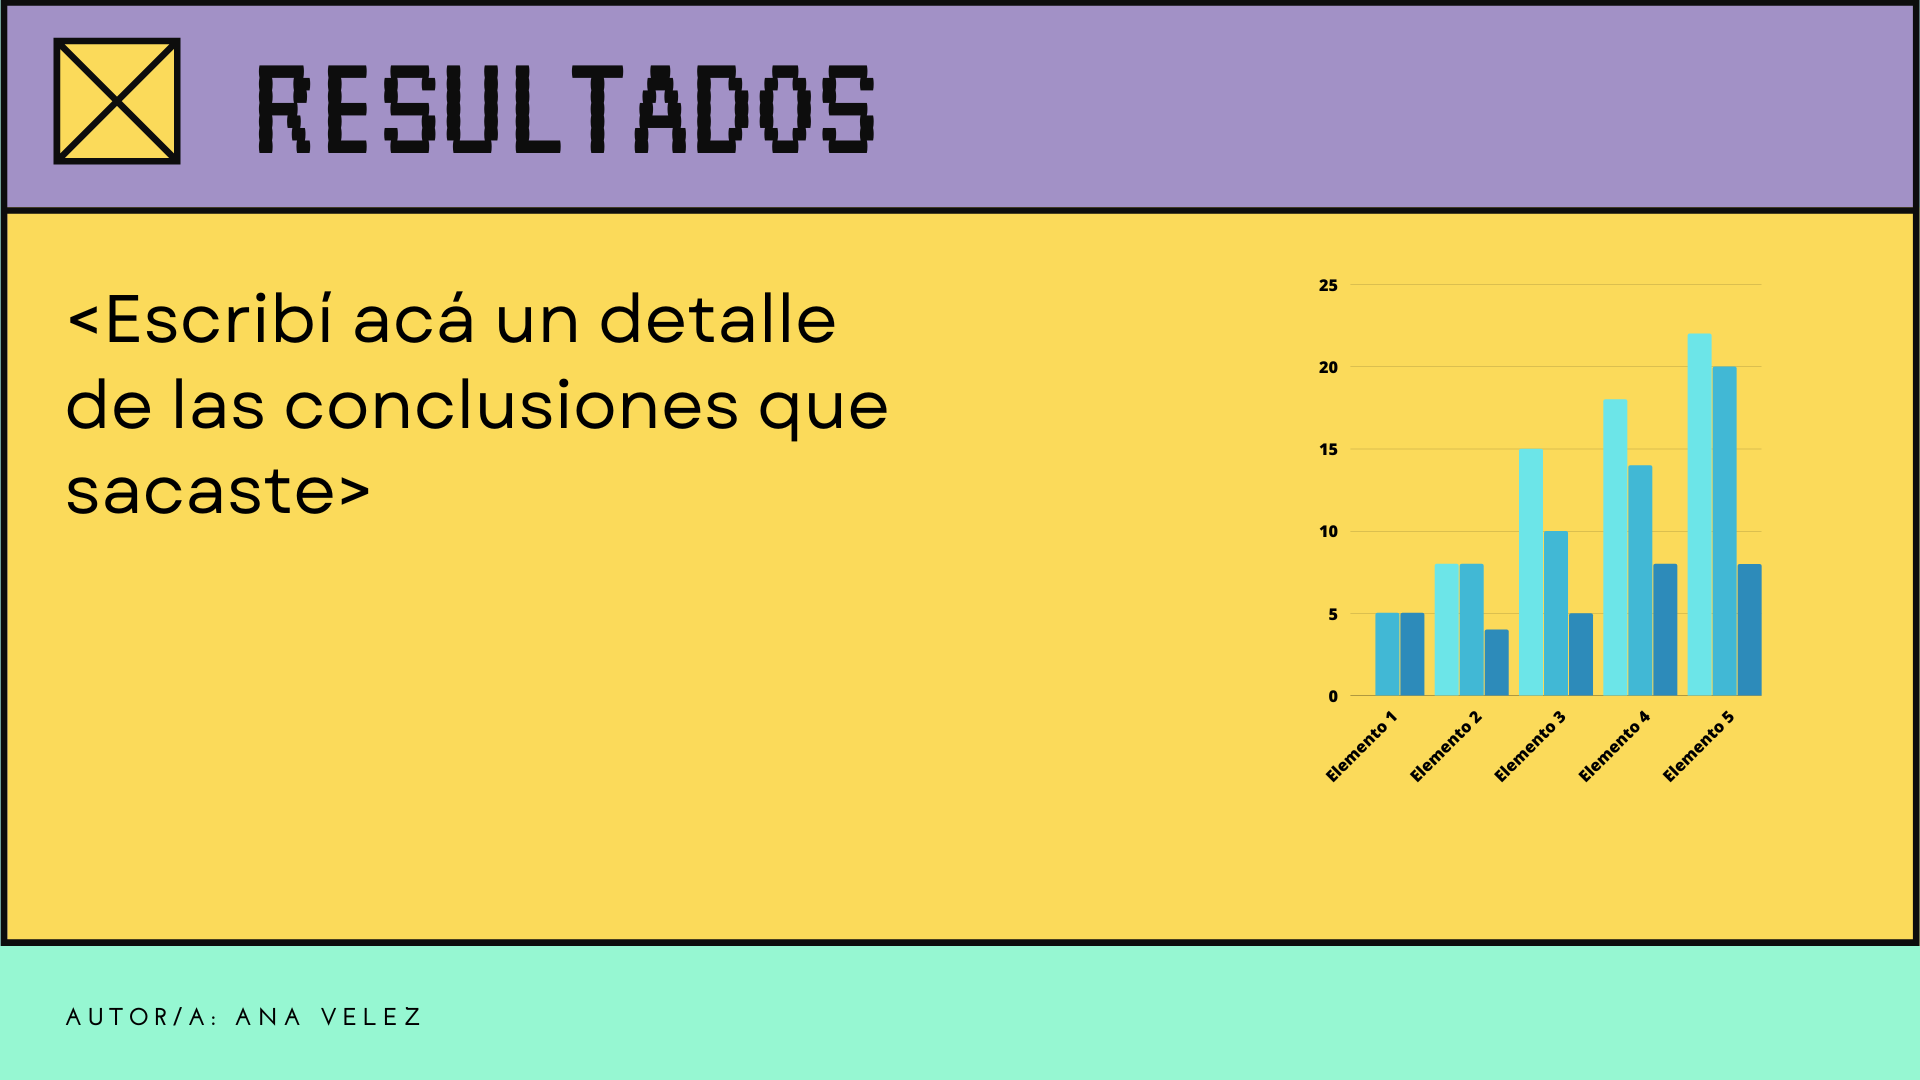 RESULTADOS
<Escribí acá un detalle
de las conclusiones que
sacaste>
25
20
15
10
5
0
Elemento 1
Elemento 2
Elemento 3
Elemento 4
Elemento 5
AUTOR/A: ANA VELEZ